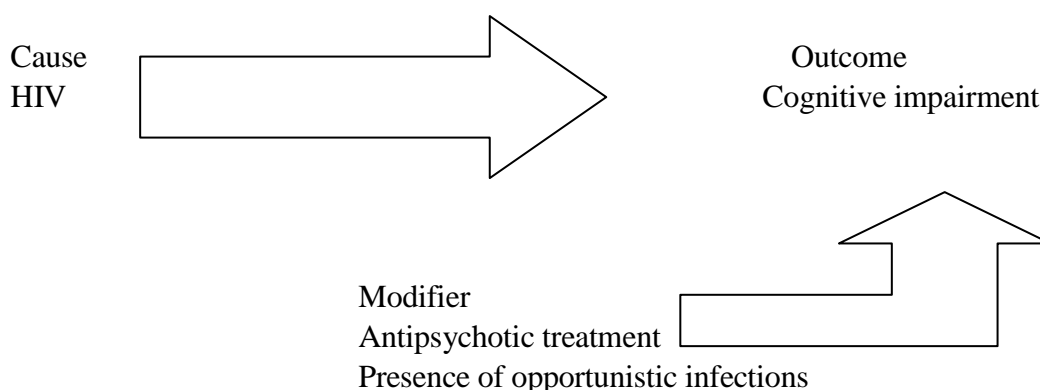 Cause
HIV
Outcome
Cognitive impairment
Modifier
Antipsychotic treatment
Presence of opportunistic infections